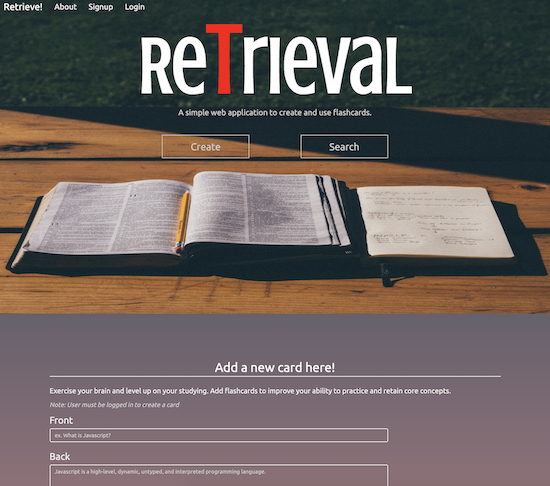 Retrieve! About Signup Login
ReTrieval
A simple web application to create and use flashcards.
Create Search
Add a new card here!
Exercise your brain and level up on your studying. Add flashcards to improve your ability to practice and retain core concepts.
Note: User must be logged in to create a card
Front
ex. What is Javascript?
Back
Javascript is a high-level, dynamic, untyped, and interpreted programming language.